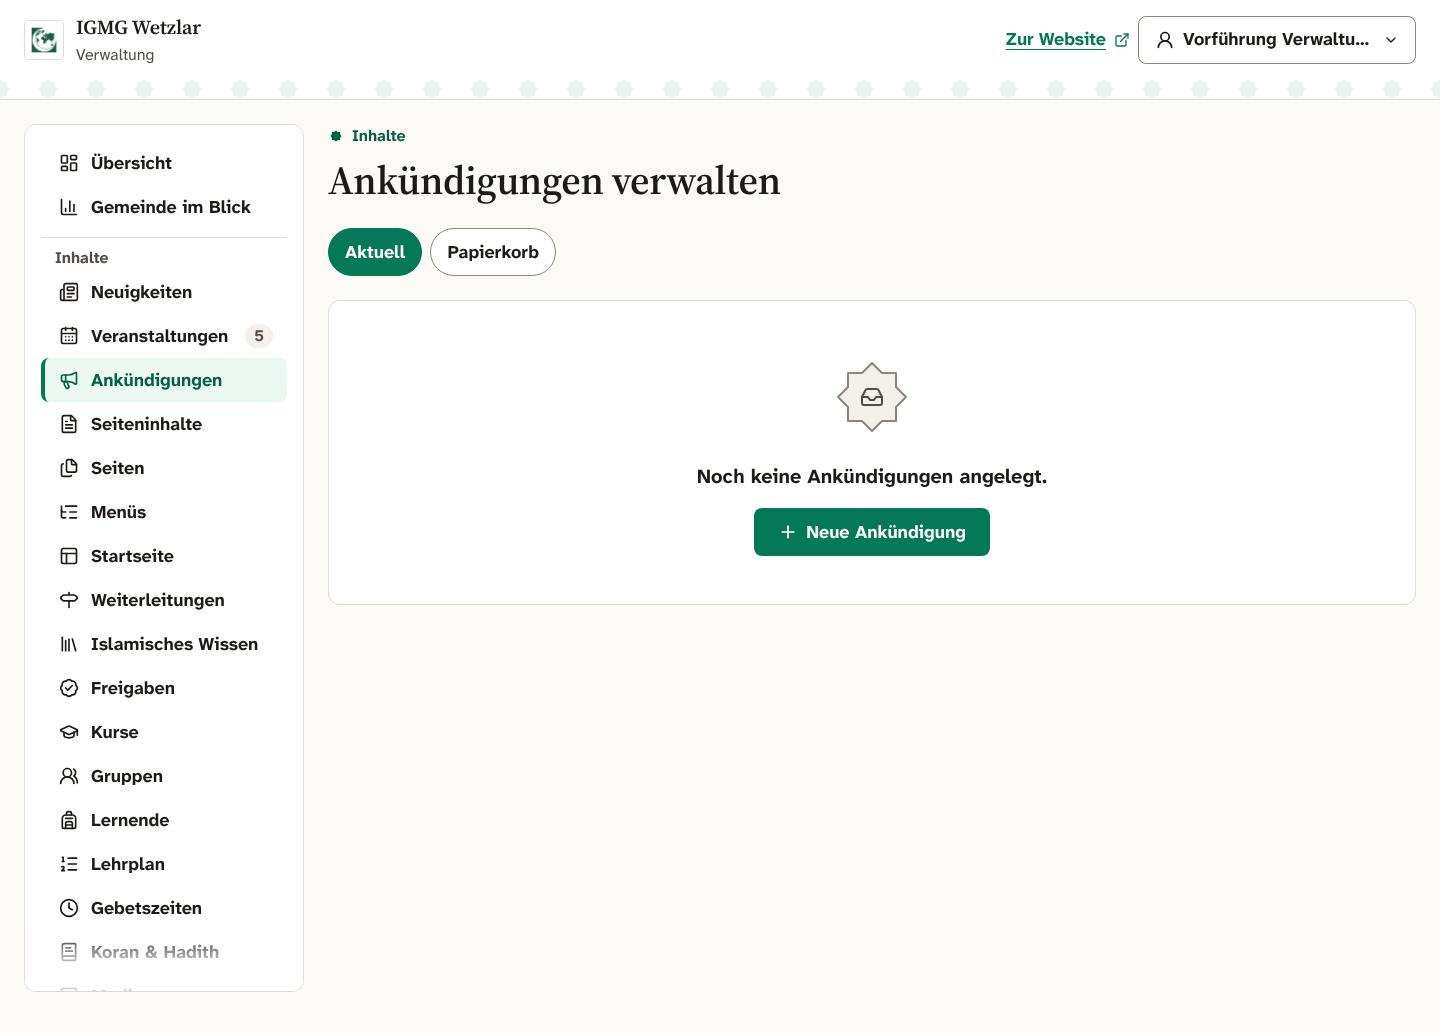 IGMG Wetzlar
Verwaltung
Zur Website
Vorführung Verwaltu...
Übersicht
Gemeinde im Blick
Inhalte
Neuigkeiten
Veranstaltungen 5
Ankündigungen
Seiteninhalte
Seiten
Menüs
Startseite
Weiterleitungen
Islamisches Wissen
Freigaben
Kurse
Gruppen
Lernende
Lehrplan
Gebetszeiten
Koran & Hadith
Inhalte
Ankündigungen verwalten
Aktuell
Papierkorb
Noch keine Ankündigungen angelegt.
Neue Ankündigung